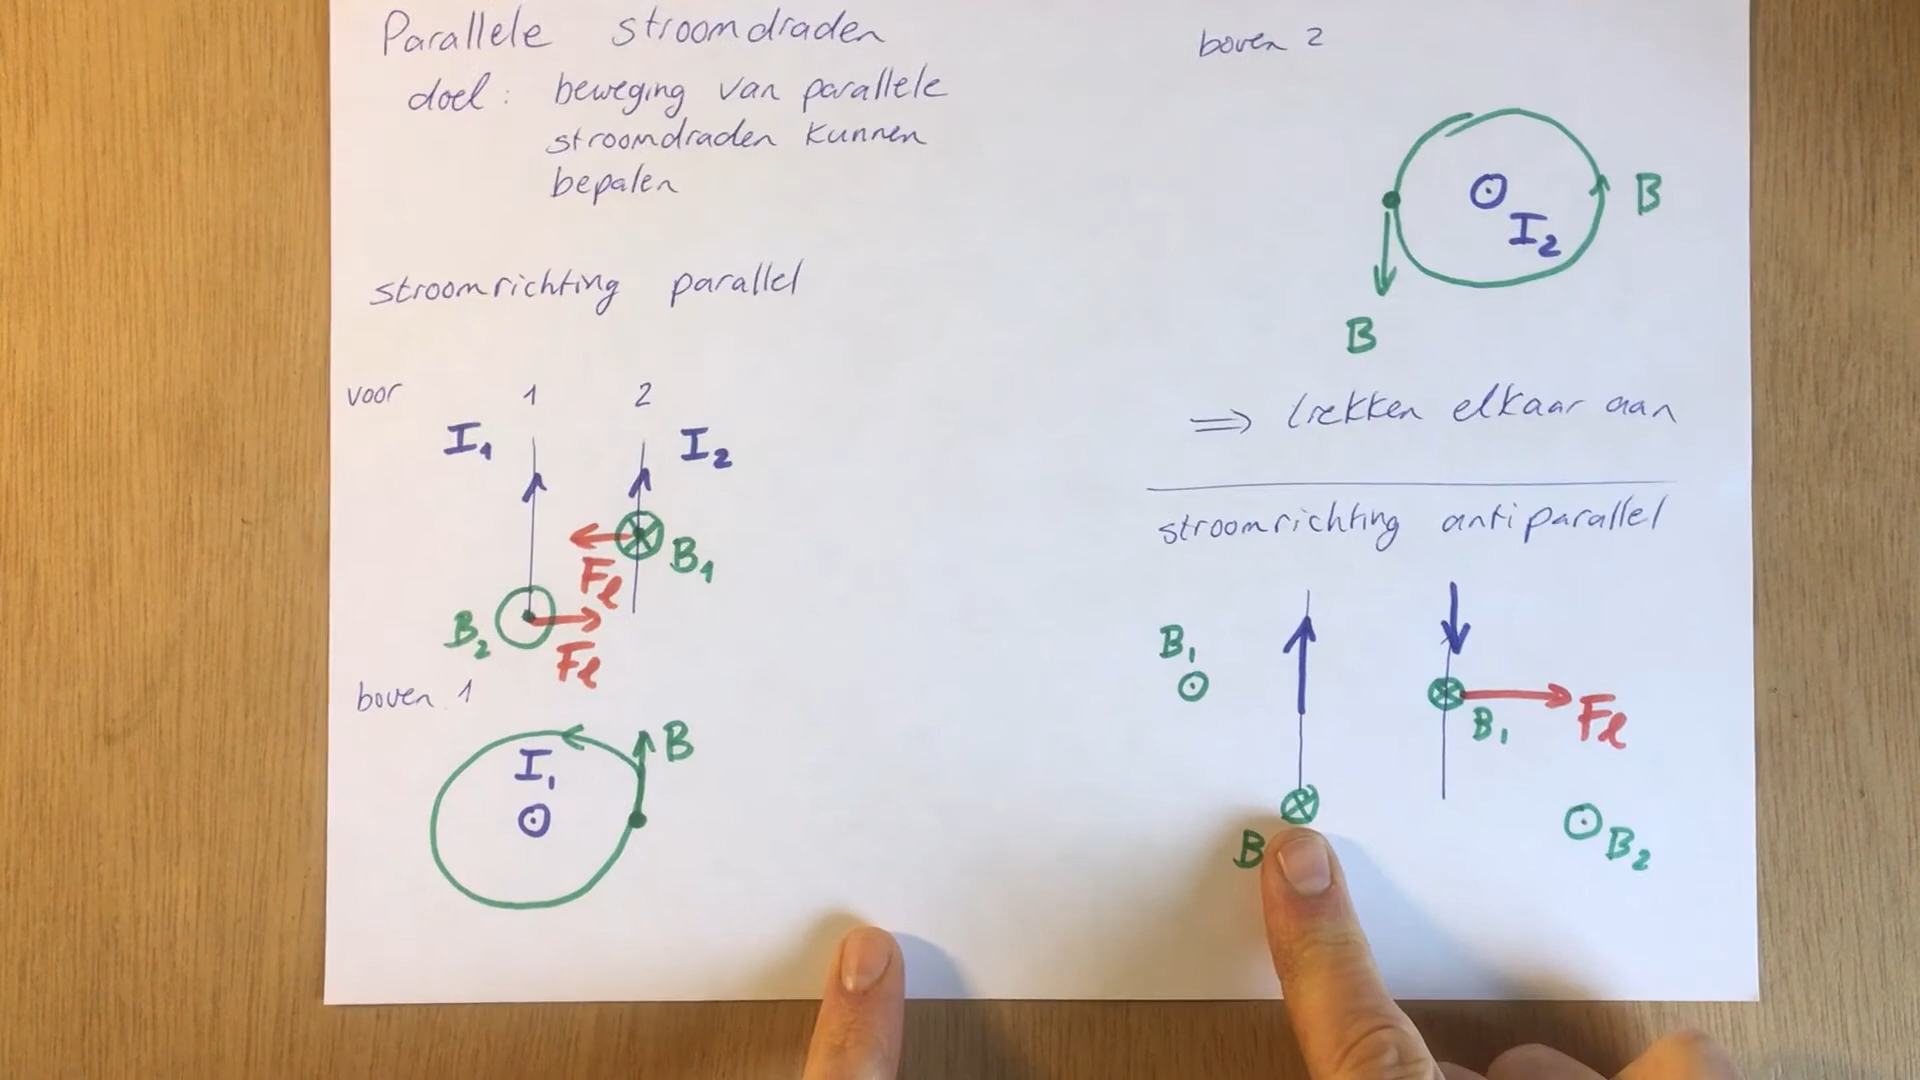 Parallele stroomdraden
doel: beweging van parallele
stroomdraden kunnen
bepalen
stroomrichting parallel
voor 1 2
I1 I2
B1
Fl
B2
Fl
boven 1
I1
B
boven 2
I2
B
B
⇒ trekken elkaar aan
stroomrichting antiparallel
B1
B1
Fl
B
B2